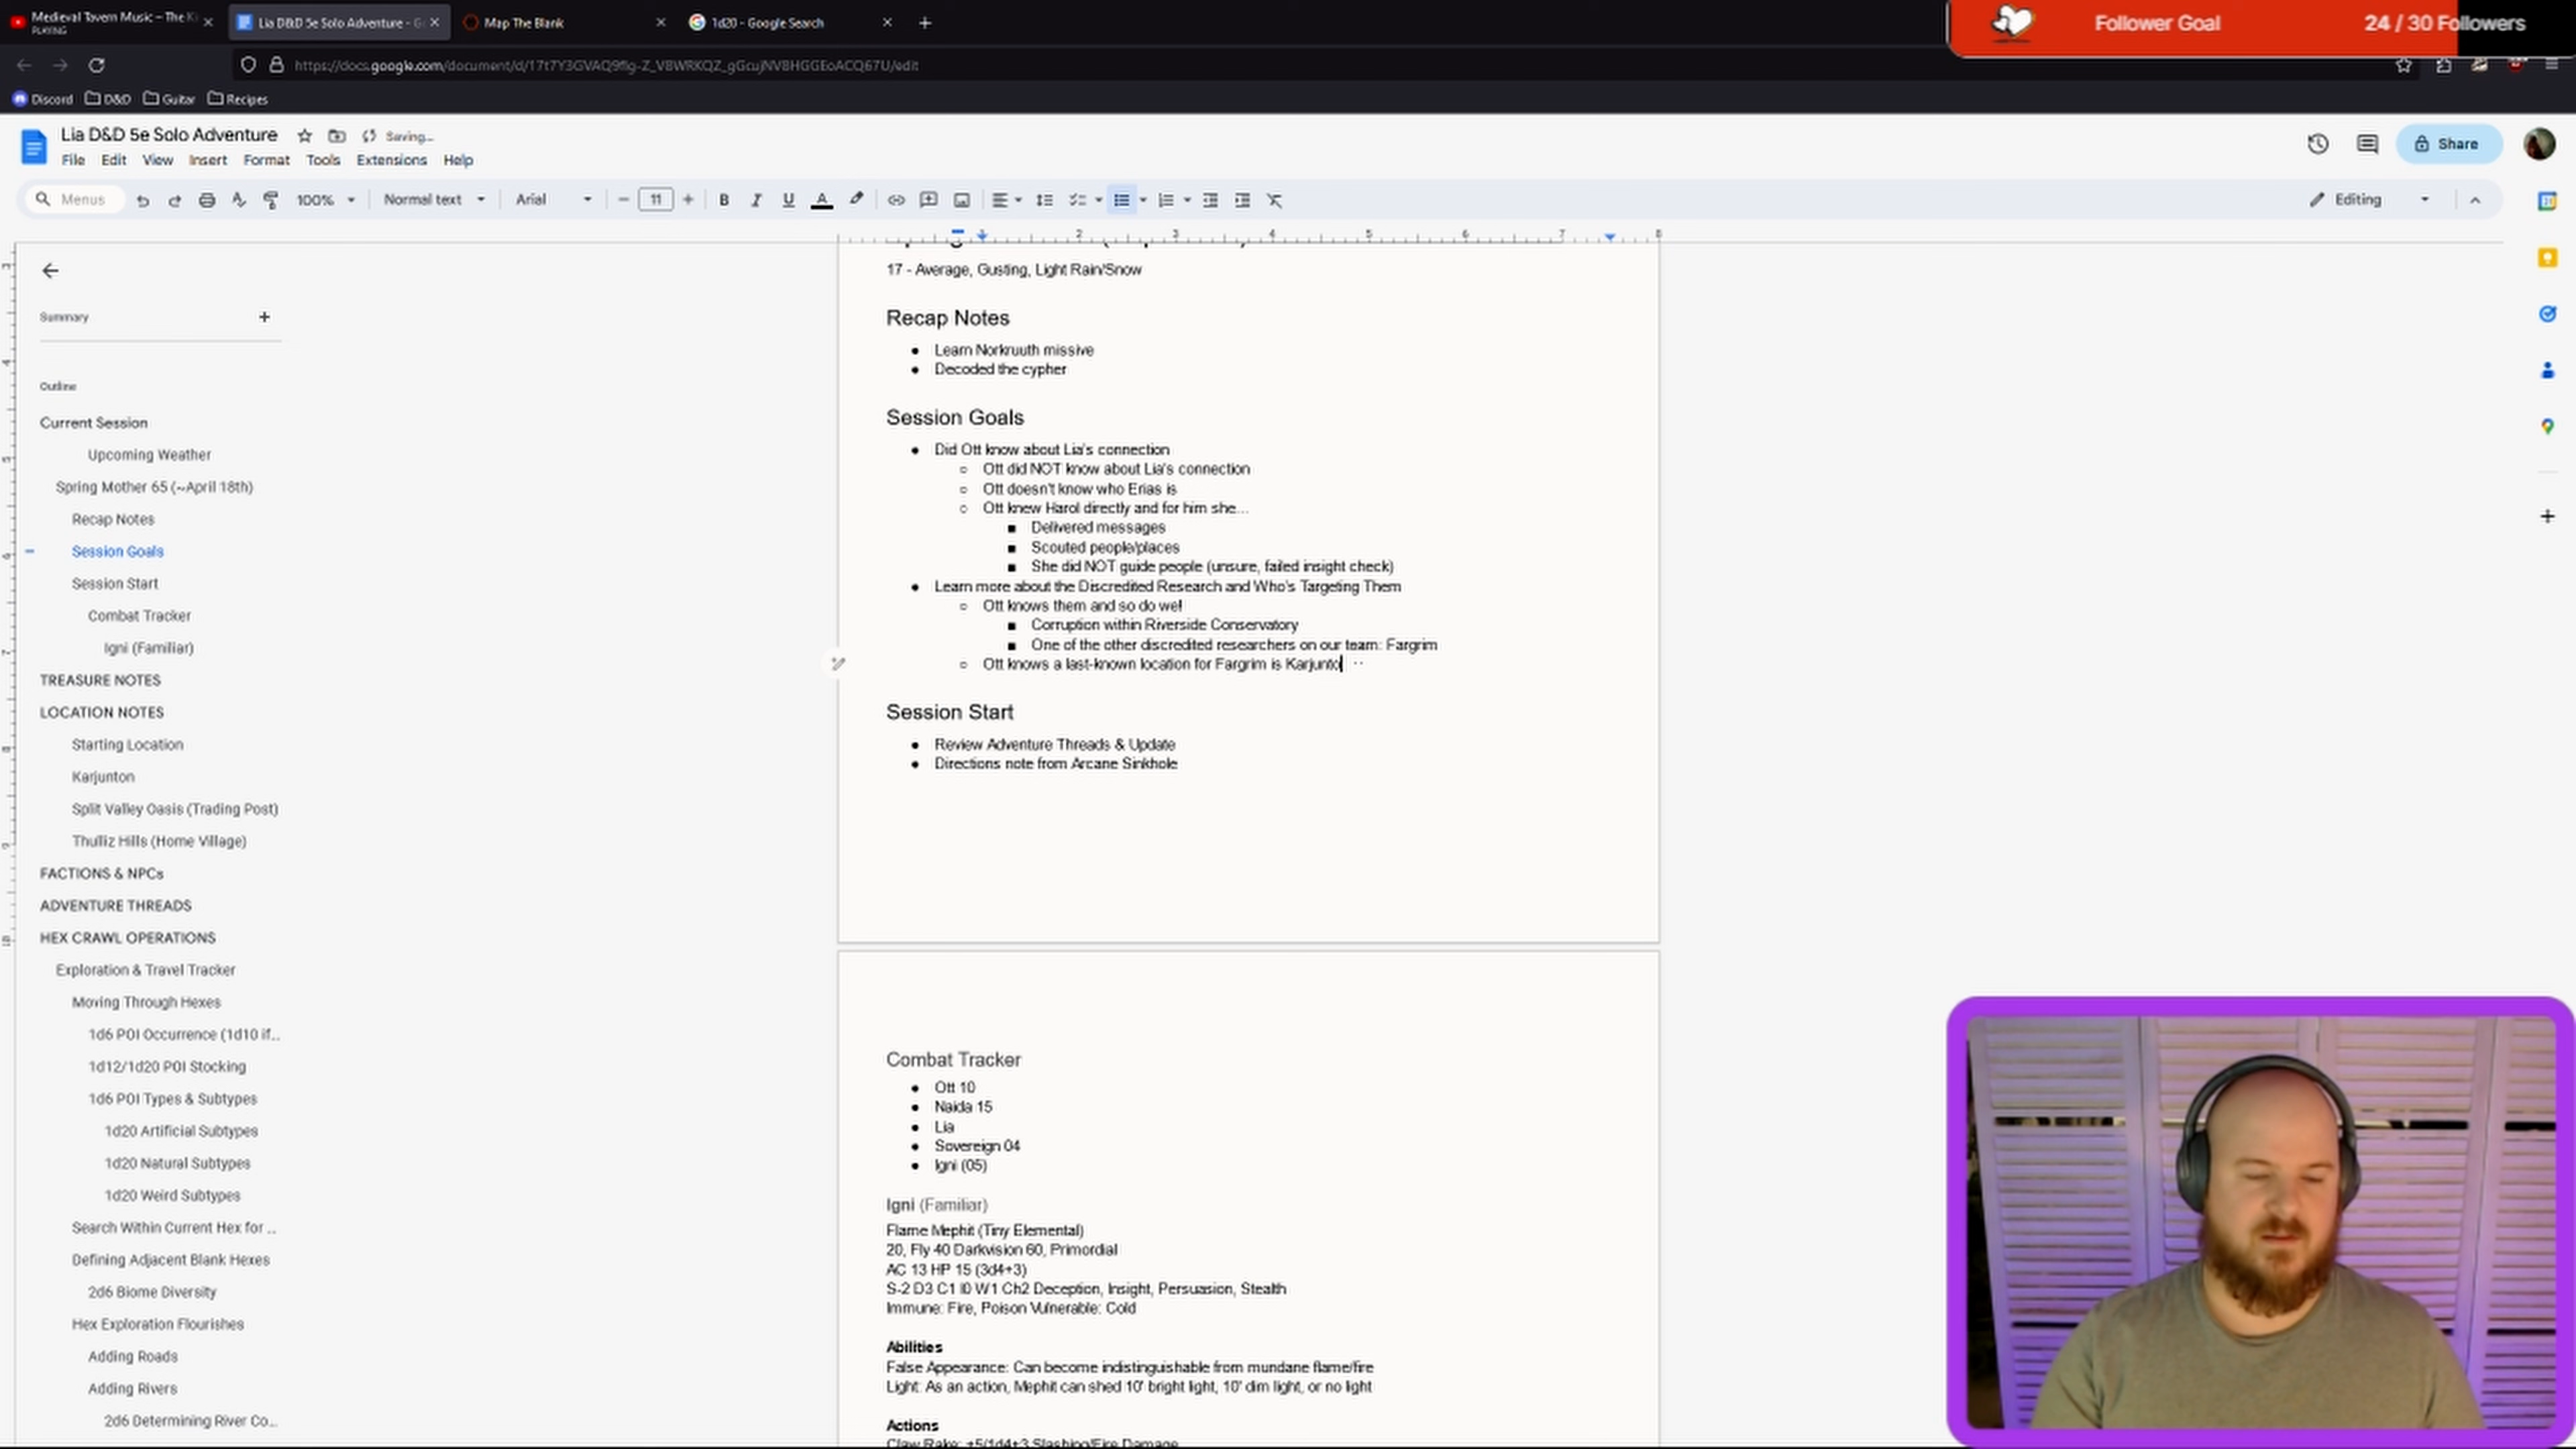 Medieval Tavern Music – The Ki
PLAYING
Lia D&D 5e Solo Adventure - G
Map The Blank
1d20 - Google Search
Follower Goal
24 / 30 Followers
https://docs.google.com/document/d/
/edit
Discord
D&D
Guitar
Recipes
Lia D&D 5e Solo Adventure
Saving...
File Edit View Insert Format Tools Extensions Help
Share
Menus
100%
Normal text
Arial
11
Editing
2 3 4 5 6 7 8
17 - Average, Gusting, Light Rain/Snow
Recap Notes
Learn Norkruuth missive
Decoded the cypher
Session Goals
Did Ott know about Lia's connection
Ott did NOT know about Lia's connection
Ott doesn't know who Erias is
Ott knew Harol directly and for him she...
Delivered messages
Scouted people/places
She did NOT guide people (unsure, failed insight check)
Learn more about the Discredited Research and Who's Targeting Them
Ott knows them and so do we!
Corruption within Riverside Conservatory
One of the other discredited researchers on our team: Fargrim
Ott knows a last-known location for Fargrim is Karjunto
Session Start
Review Adventure Threads & Update
Directions note from Arcane Sinkhole
Combat Tracker
Ott 10
Naida 15
Lia
Sovereign 04
Igni (05)
Igni (Familiar)
Flame Mephit (Tiny Elemental)
20, Fly 40 Darkvision 60, Primordial
AC 13 HP 15 (3d4+3)
S-2 D3 C1 I0 W1 Ch2 Deception, Insight, Persuasion, Stealth
Immune: Fire, Poison Vulnerable: Cold
Abilities
False Appearance: Can become indistinguishable from mundane flame/fire
Light: As an action, Mephit can shed 10' bright light, 10' dim light, or no light
Actions
Claw Rake: +5/1d4+3 Slashing/Fire Damage
Summary
Outline
Current Session
Upcoming Weather
Spring Mother 65 (~April 18th)
Recap Notes
Session Goals
Session Start
Combat Tracker
Igni (Familiar)
TREASURE NOTES
LOCATION NOTES
Starting Location
Karjunton
Split Valley Oasis (Trading Post)
Thulliz Hills (Home Village)
FACTIONS & NPCs
ADVENTURE THREADS
HEX CRAWL OPERATIONS
Exploration & Travel Tracker
Moving Through Hexes
1d6 POI Occurrence (1d10 if...
1d12/1d20 POI Stocking
1d6 POI Types & Subtypes
1d20 Artificial Subtypes
1d20 Natural Subtypes
1d20 Weird Subtypes
Search Within Current Hex for ..
Defining Adjacent Blank Hexes
2d6 Biome Diversity
Hex Exploration Flourishes
Adding Roads
Adding Rivers
2d6 Determining River Co...